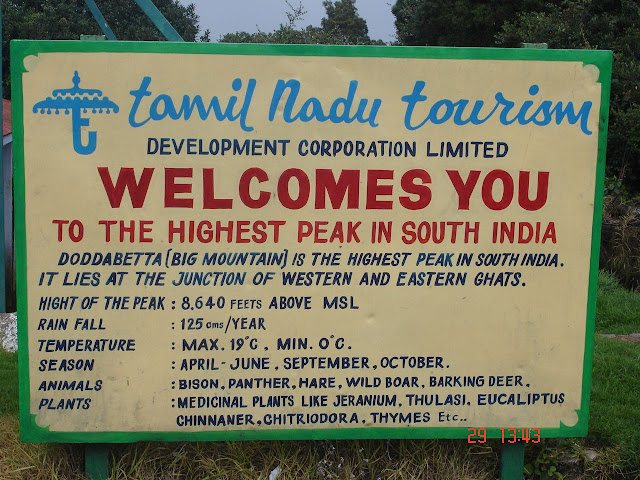 tamil nadu tourism
DEVELOPMENT CORPORATION LIMITED
WELCOMES YOU
TO THE HIGHEST PEAK IN SOUTH INDIA
DODDABETTA [BIG MOUNTAIN] IS THE HIGHEST PEAK IN SOUTH INDIA.
IT LIES AT THE JUNCTION OF WESTERN AND EASTERN GHATS.
HIGHT OF THE PEAK : 8.640 FEETS ABOVE MSL
RAIN FALL : 125 cms/YEAR
TEMPERATURE : MAX. 19°C. MIN. 0°C.
SEASON : APRIL - JUNE, SEPTEMBER, OCTOBER.
ANIMALS : BISON, PANTHER, HARE, WILD BOAR, BARKING DEER.
PLANTS : MEDICINAL PLANTS LIKE JERANIUM, THULASI, EUCALIPTUS
CHINNANER, CHITRIODORA, THYMES Etc..
29 13:43